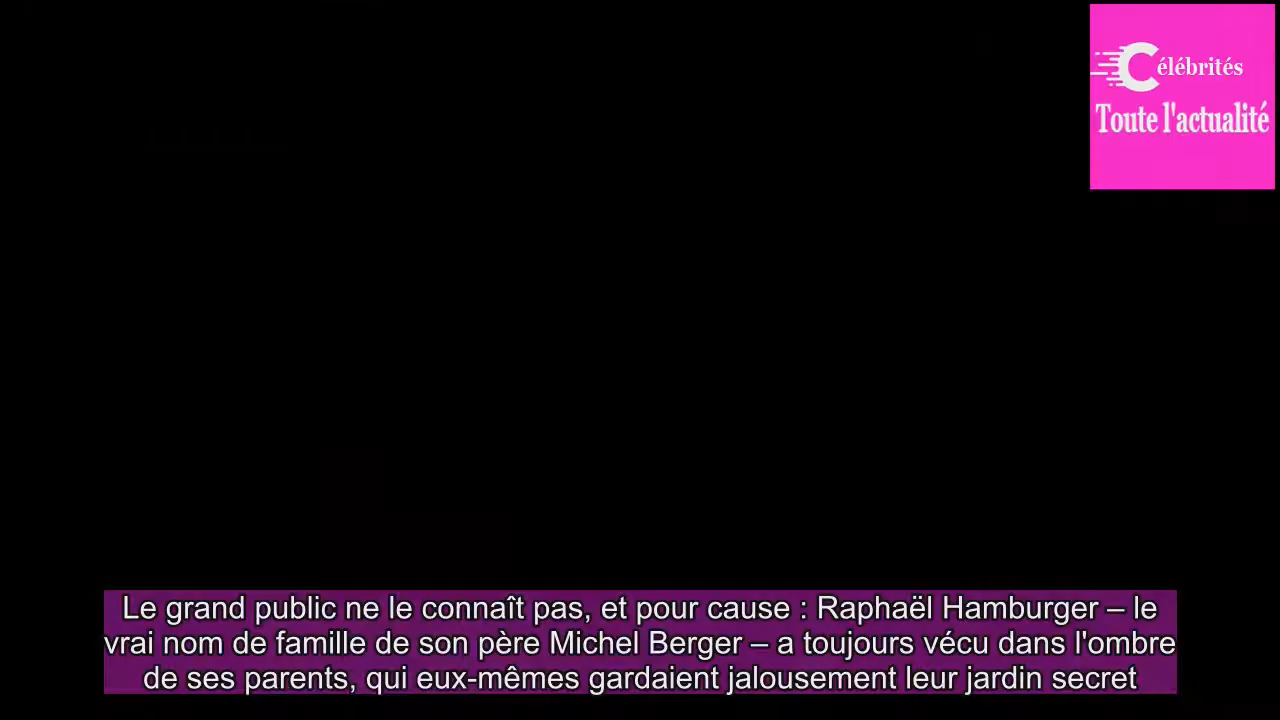 Célébrités
Toute l'actualité
Le grand public ne le connaît pas, et pour cause : Raphaël Hamburger – le
vrai nom de famille de son père Michel Berger – a toujours vécu dans l'ombre
de ses parents, qui eux-mêmes gardaient jalousement leur jardin secret